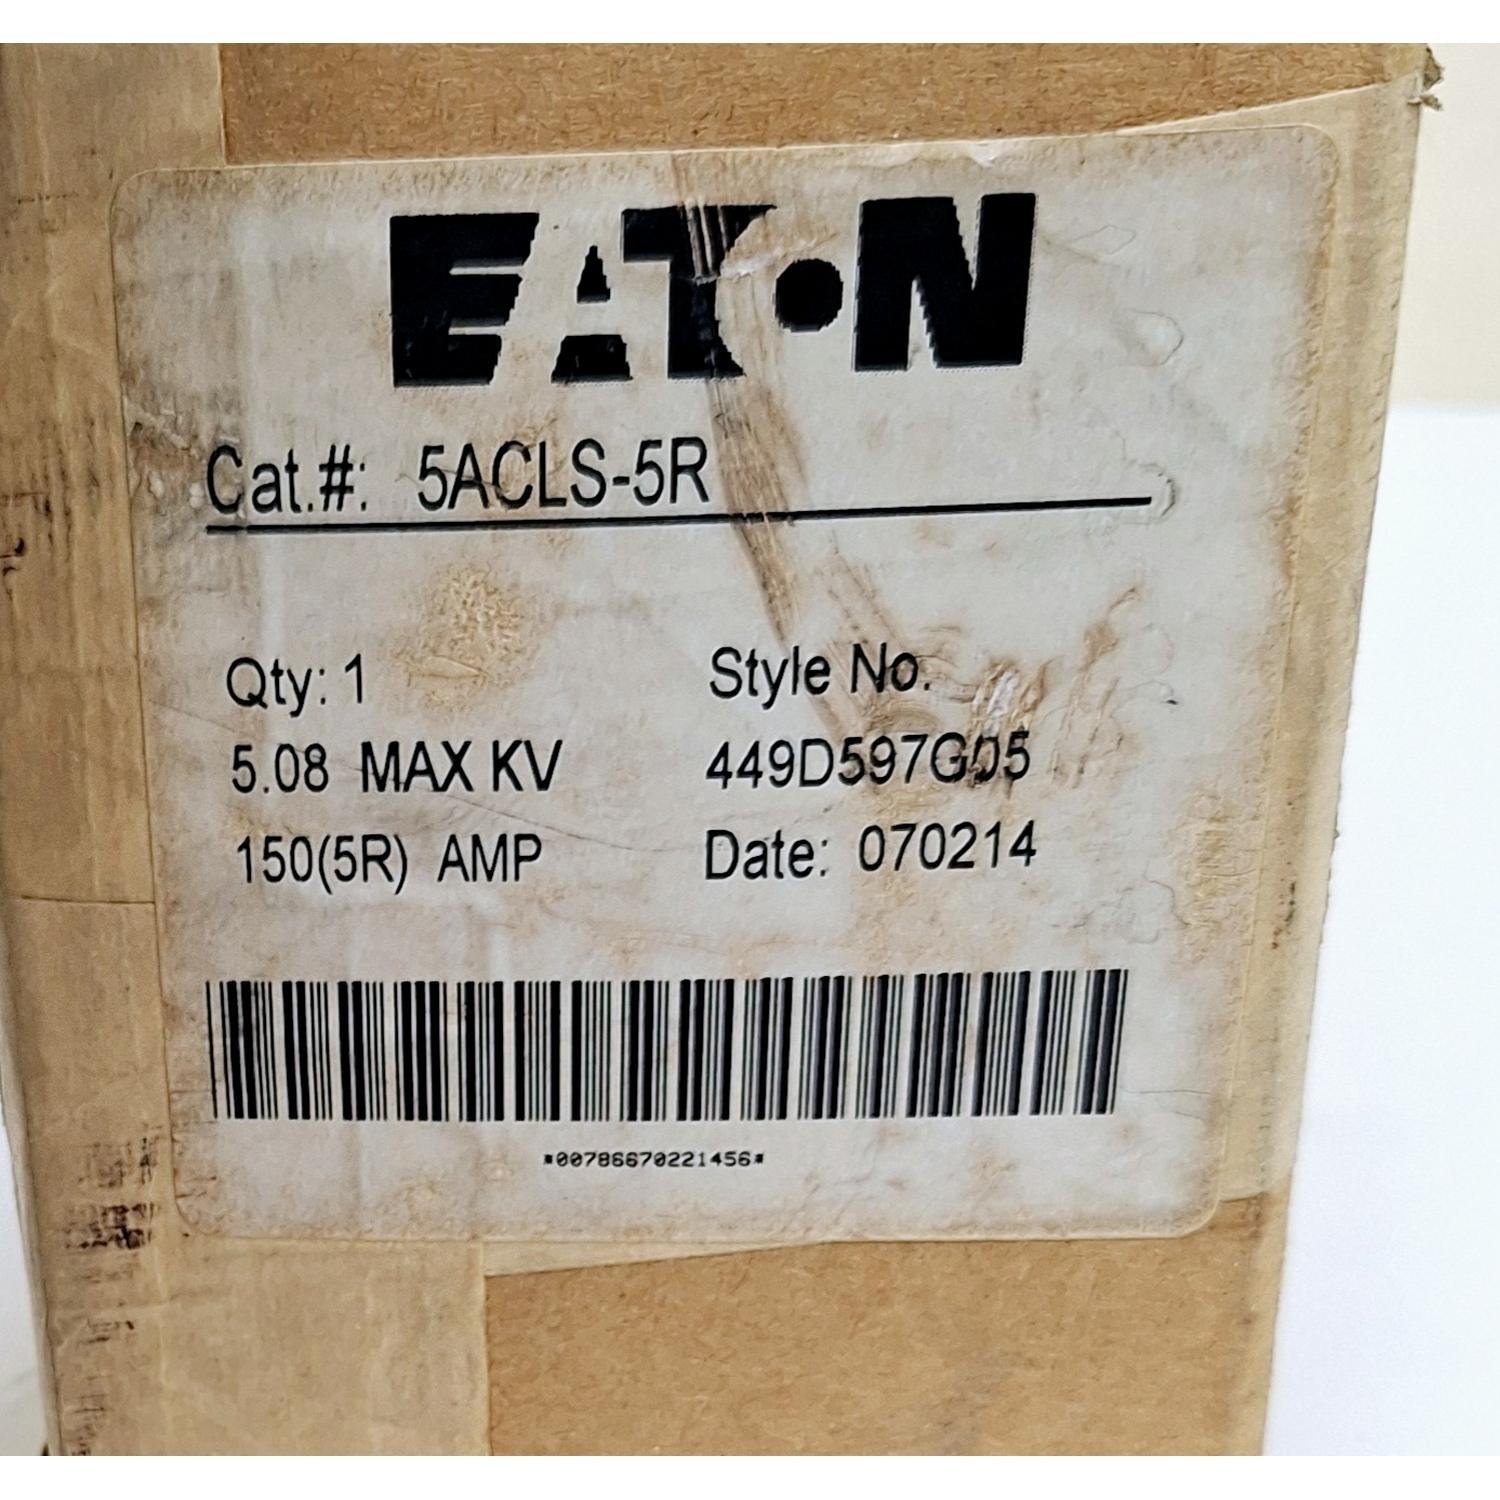 EATON
Cat.#: 5ACLS-5R
Qty: 1
5.08 MAX KV
150(5R) AMP
Style No.
449D597G05
Date: 070214
*00786670221456*